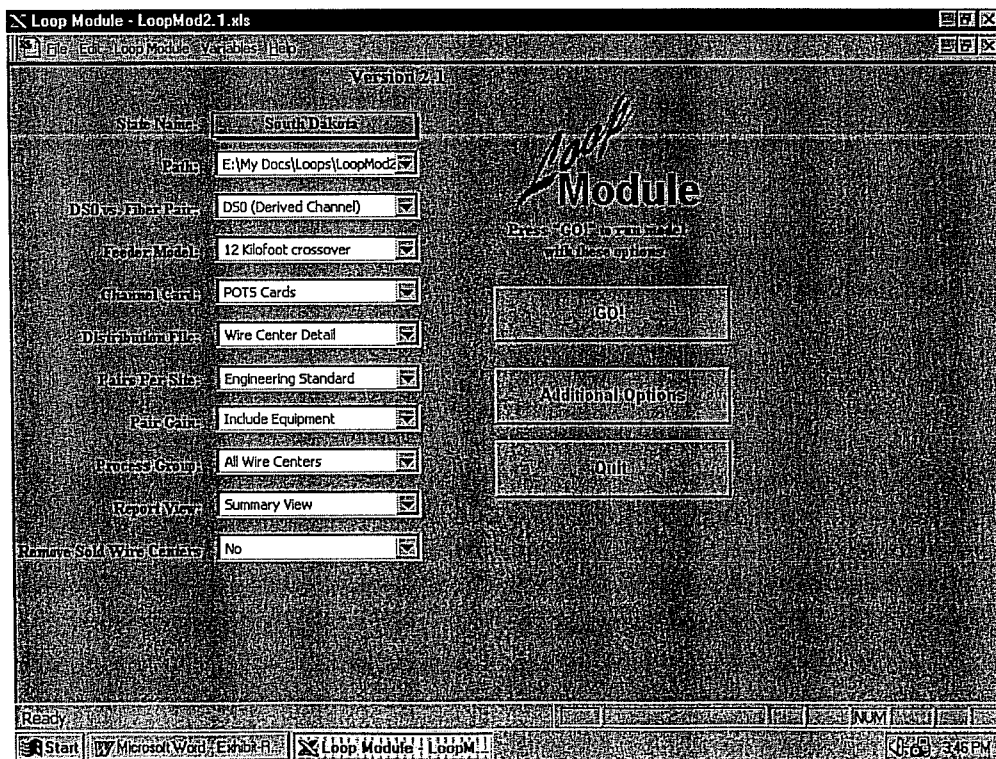 Loop Module - LoopMod2.1.xls
File Edit Loop Module Variables Help
Version 2.1
State Name: South Dakota
Path: E:\My Docs\Loops\LoopMod2
DS0 vs. Fiber Pair: DS0 (Derived Channel)
Feeder Model: 12 Kilofoot crossover
Channel Card: POTS Cards
Distribution File: Wire Center Detail
Pairs Per Site: Engineering Standard
Pair Gain: Include Equipment
Process Group: All Wire Centers
Report View: Summary View
Remove Sold Wire Centers No
Loop
Module
Press "GO!" to run model
with these options
GO!
Additional Options
Quit
Ready
NUM
Start Microsoft Word - Exhibit-R... Loop Module - LoopM... 3:46 PM